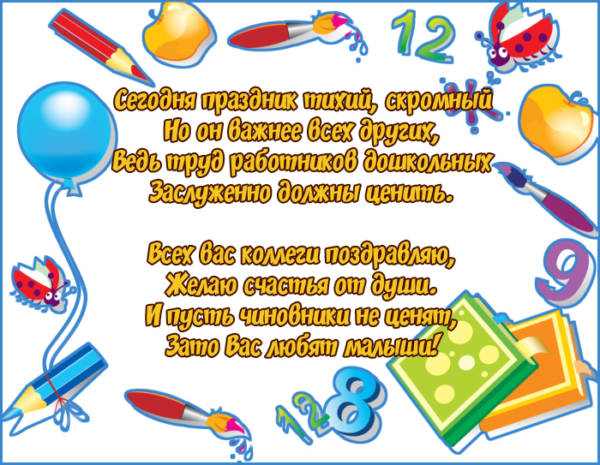 12
Сегодня праздник тихий, скромный
Но он важнее всех других,
Ведь труд работников дошкольных
Заслуженно должны ценить.
Всех вас коллеги поздравляю,
Желаю счастья от души.
И пусть чиновники не ценят,
Зато Вас любят малыши!
9
128